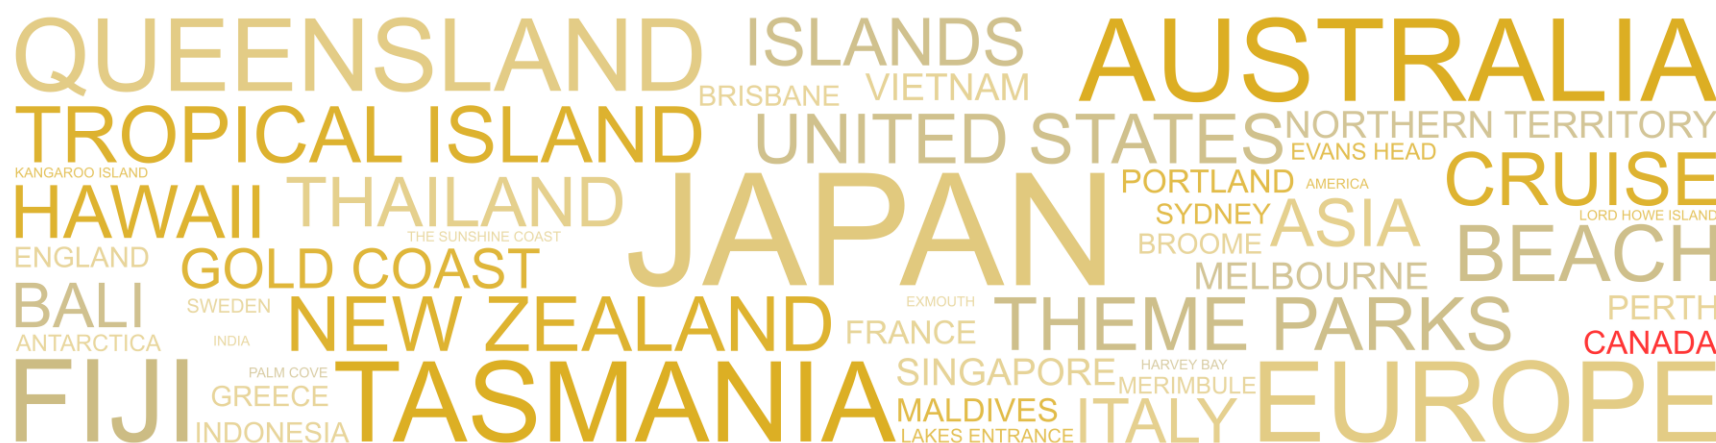 QUEENSLAND
ISLANDS
AUSTRALIA
BRISBANE
VIETNAM
TROPICAL ISLAND
UNITED STATES
NORTHERN TERRITORY
EVANS HEAD
KANGAROO ISLAND
HAWAII
THAILAND
JAPAN
PORTLAND
AMERICA
CRUISE
THE SUNSHINE COAST
SYDNEY
ASIA
LORD HOWE ISLAND
ENGLAND
GOLD COAST
BROOME
BEACH
MELBOURNE
BALI
SWEDEN
NEW ZEALAND
EXMOUTH
THEME PARKS
PERTH
ANTARCTICA
INDIA
FRANCE
CANADA
FIJI
PALM COVE
TASMANIA
SINGAPORE
HARVEY BAY
EUROPE
GREECE
MERIMBULE
INDONESIA
MALDIVES
ITALY
LAKES ENTRANCE